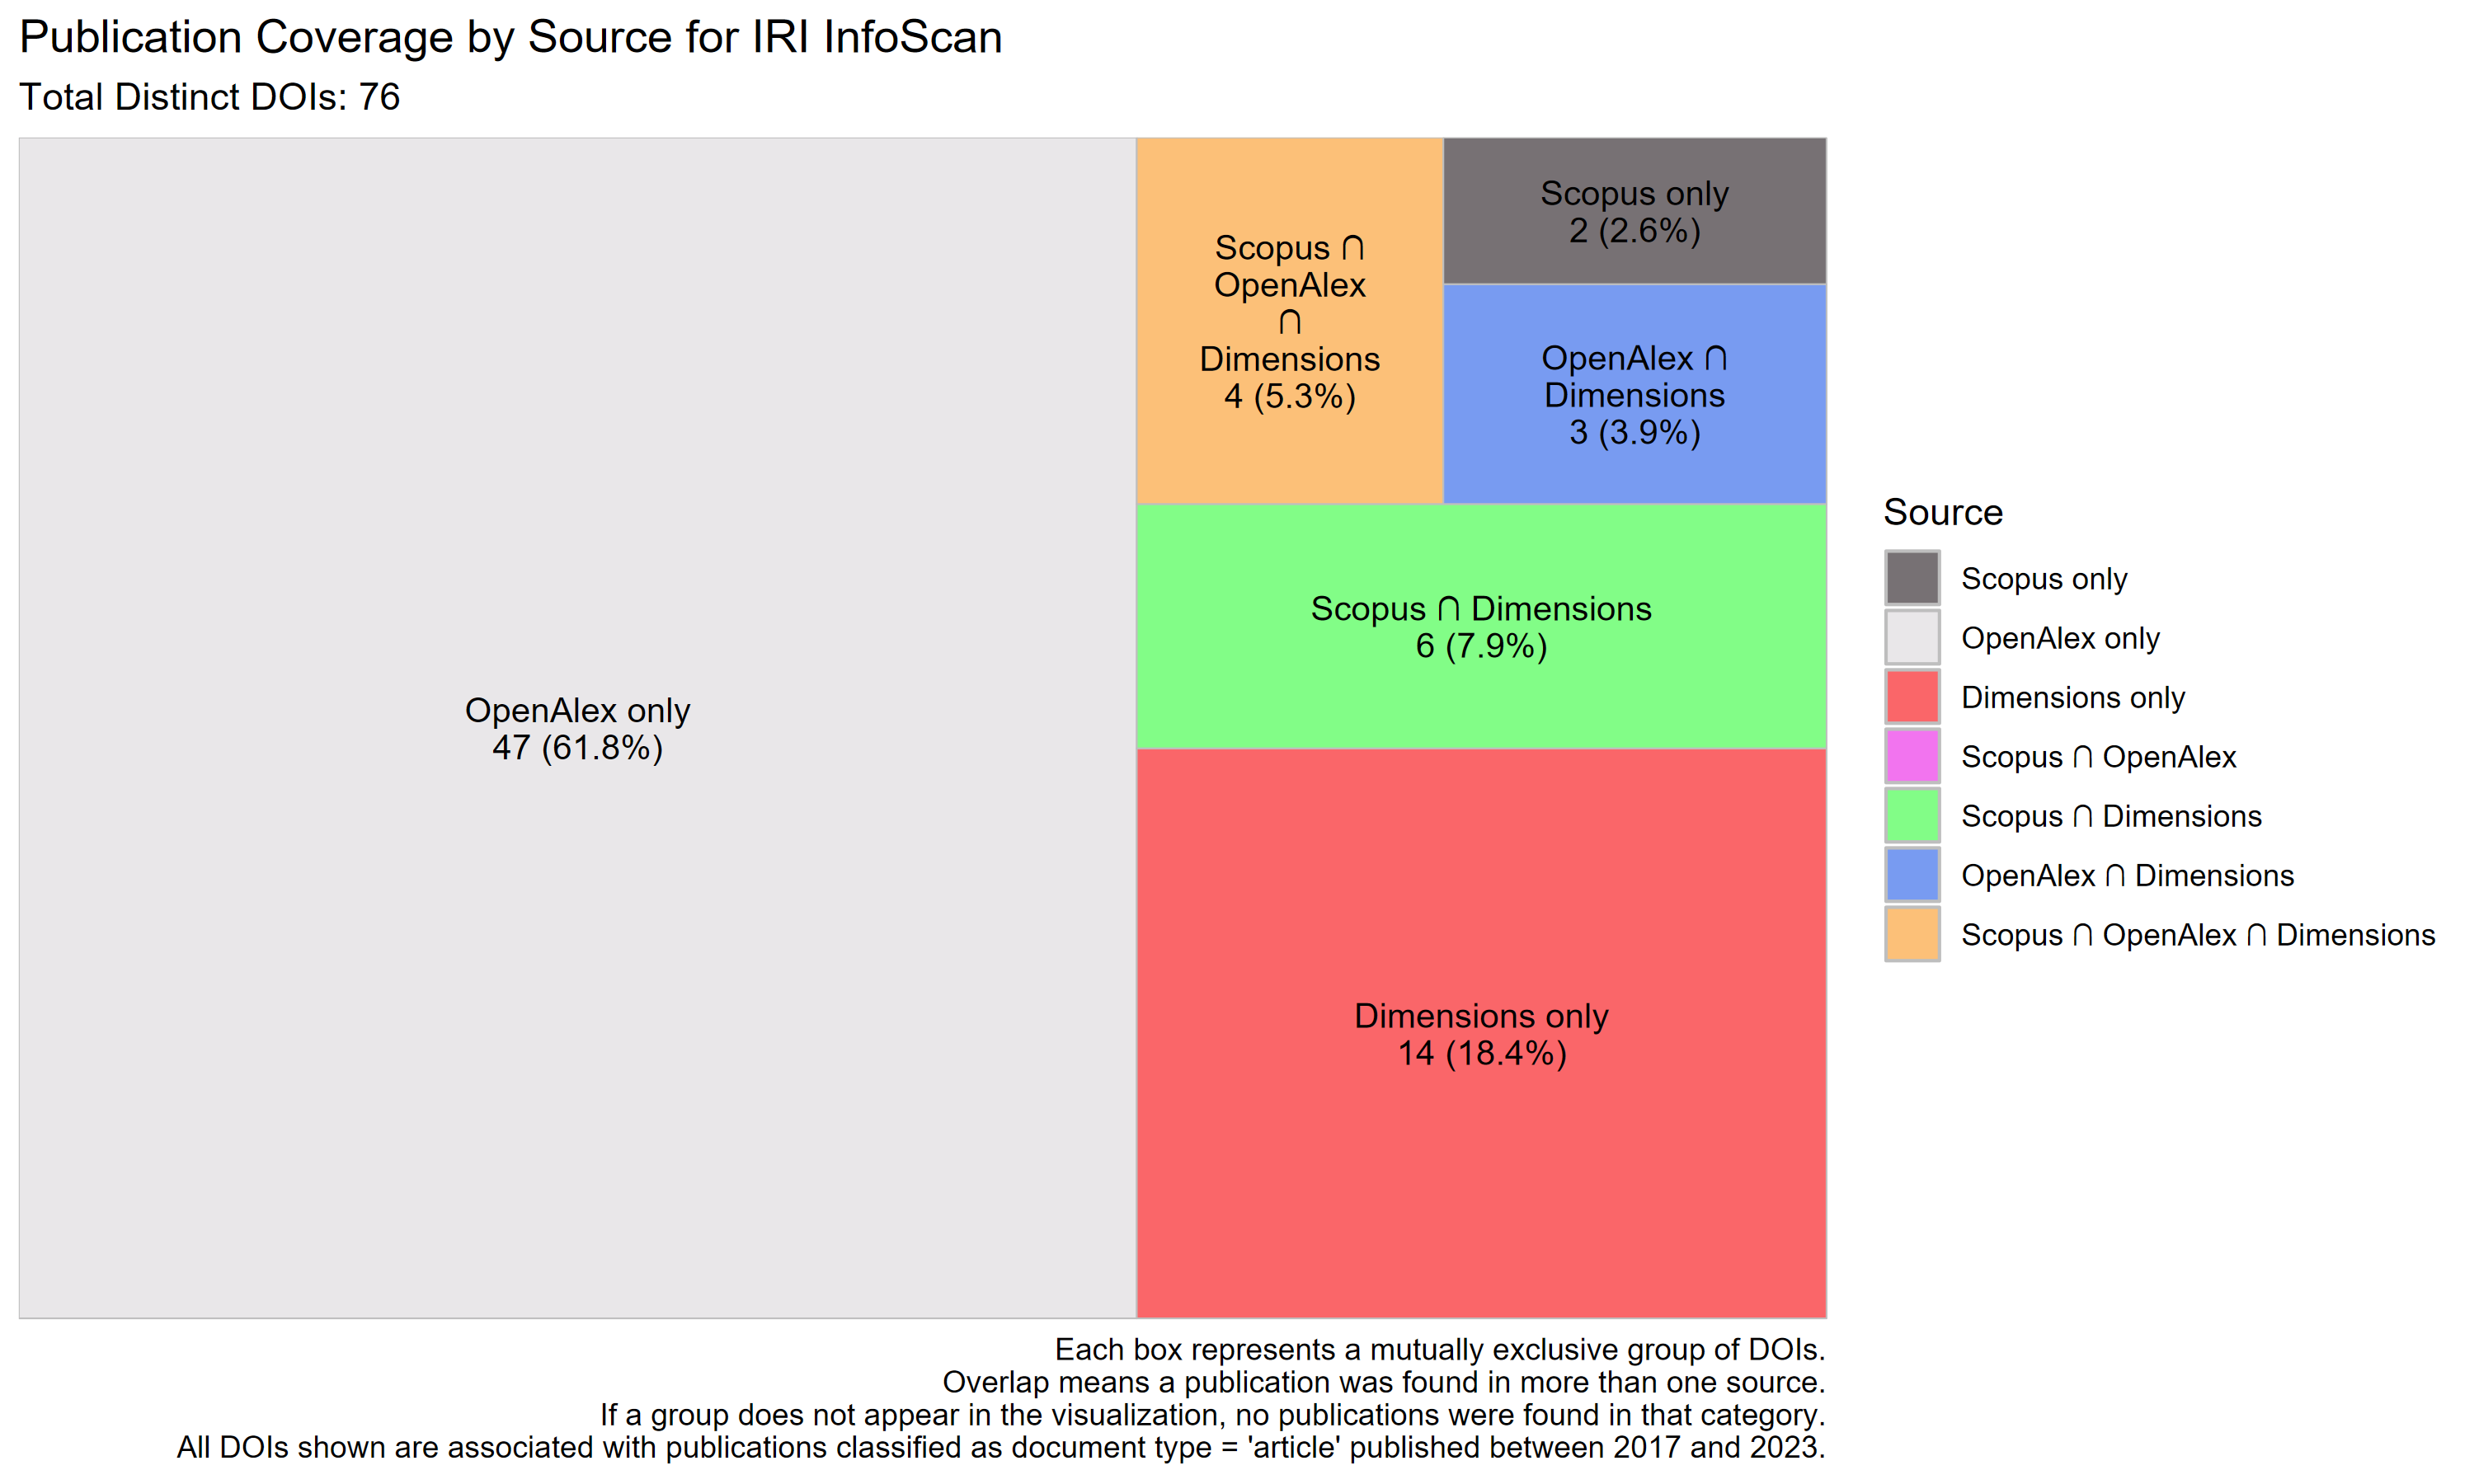 Publication Coverage by Source for IRI InfoScan
Total Distinct DOIs: 76
OpenAlex only
47 (61.8%)
Scopus ∩
OpenAlex
∩
Dimensions
4 (5.3%)
Scopus only
2 (2.6%)
OpenAlex ∩
Dimensions
3 (3.9%)
Scopus ∩ Dimensions
6 (7.9%)
Dimensions only
14 (18.4%)
Source
Scopus only
OpenAlex only
Dimensions only
Scopus ∩ OpenAlex
Scopus ∩ Dimensions
OpenAlex ∩ Dimensions
Scopus ∩ OpenAlex ∩ Dimensions
Each box represents a mutually exclusive group of DOIs.
Overlap means a publication was found in more than one source.
If a group does not appear in the visualization, no publications were found in that category.
All DOIs shown are associated with publications classified as document type = 'article' published between 2017 and 2023.